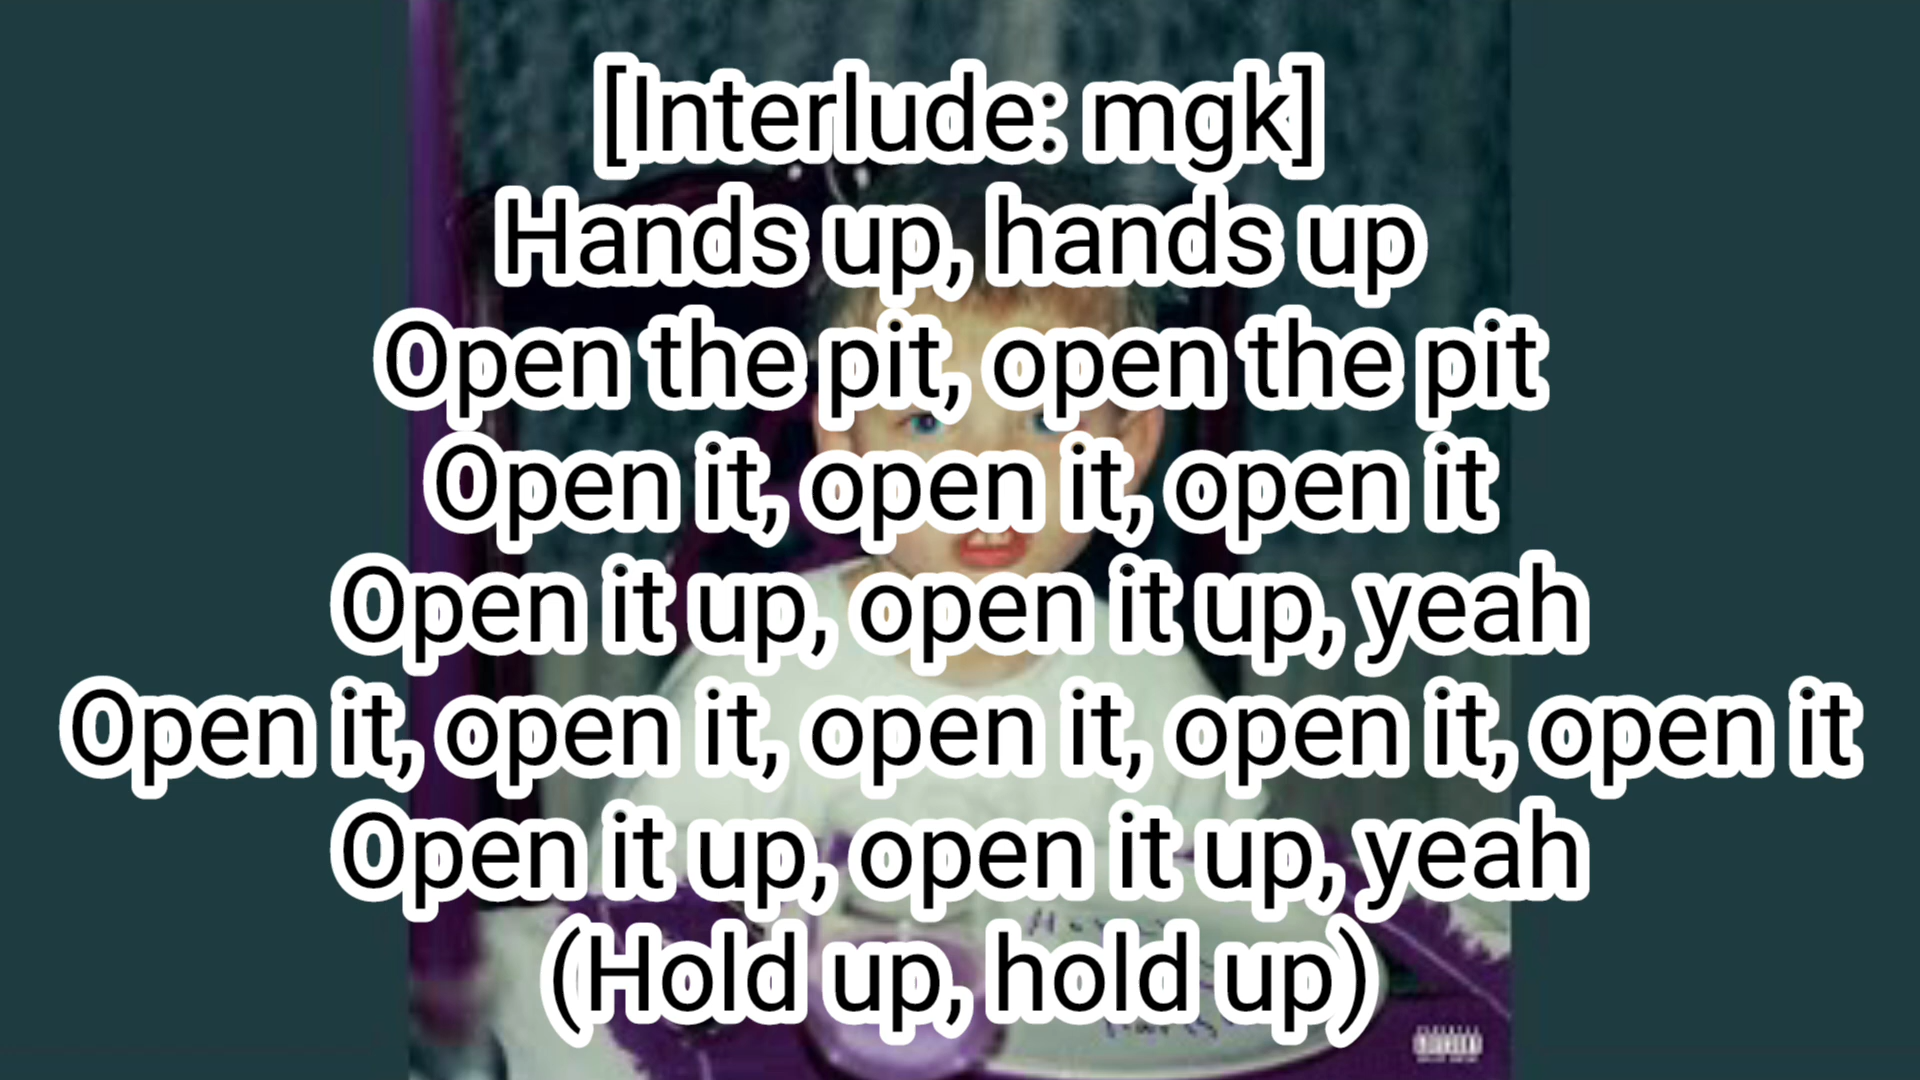 [Interlude: mgk]
Hands up, hands up
Open the pit, open the pit
Open it, open it, open it
Open it up, open it up, yeah
Open it, open it, open it, open it, open it
Open it up, open it up, yeah
(Hold up, hold up)